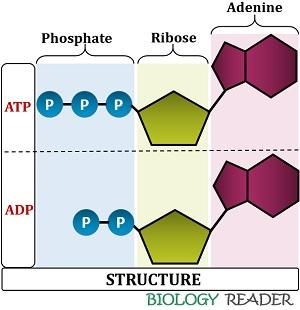 Adenine
Phosphate Ribose
ATP P P P
ADP P P
STRUCTURE
BIOLOGY READER